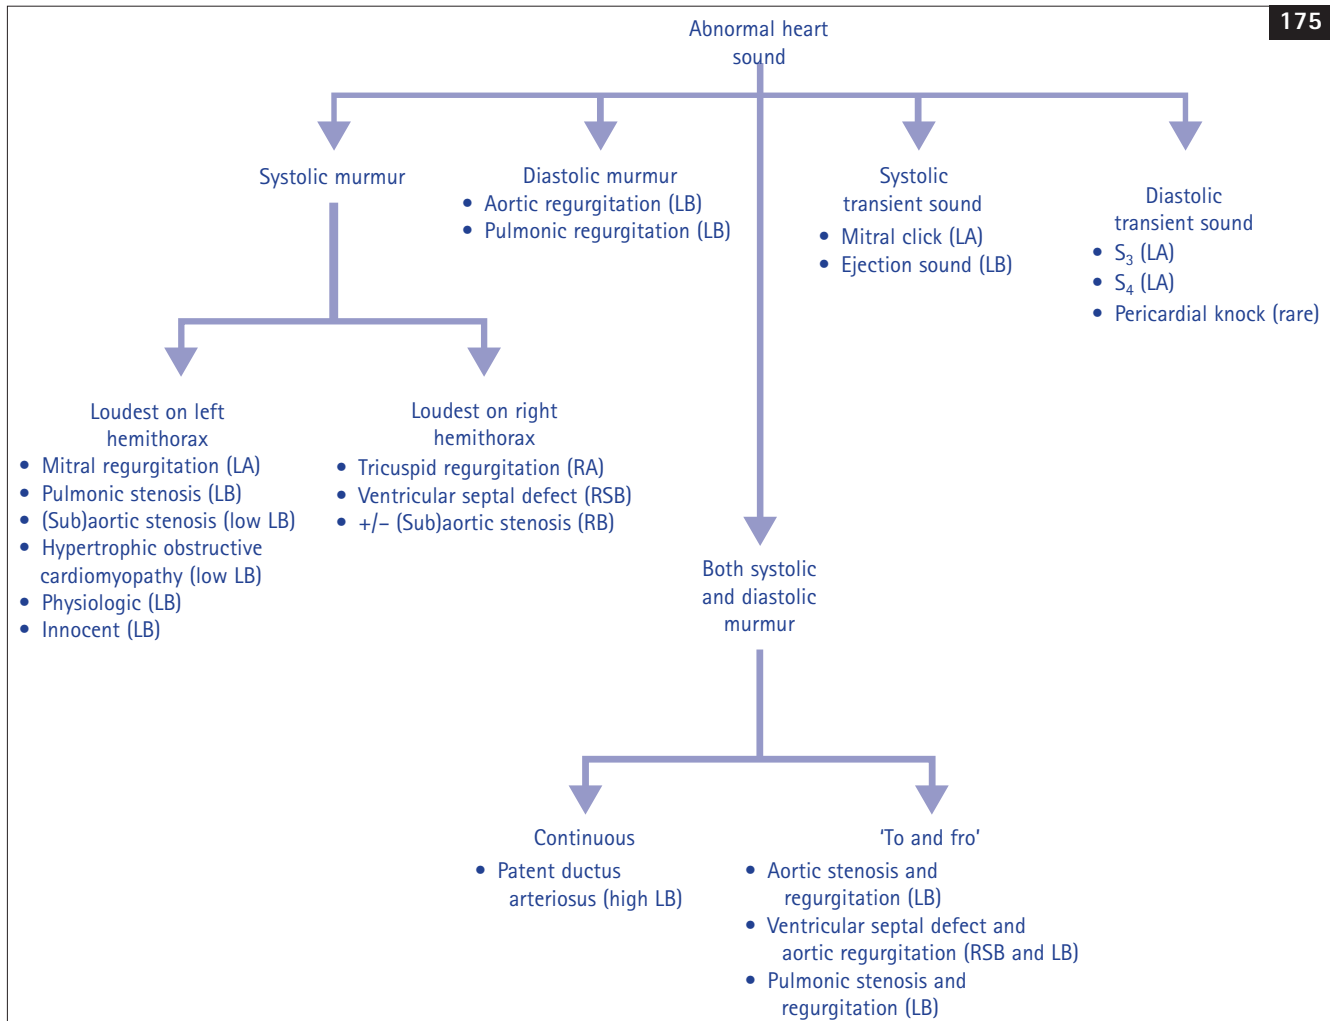 175
Abnormal heart
sound
Systolic murmur
Diastolic murmur
• Aortic regurgitation (LB)
• Pulmonic regurgitation (LB)
Systolic
transient sound
• Mitral click (LA)
• Ejection sound (LB)
Diastolic
transient sound
• S₃ (LA)
• S₄ (LA)
• Pericardial knock (rare)
Loudest on left
hemithorax
• Mitral regurgitation (LA)
• Pulmonic stenosis (LB)
• (Sub)aortic stenosis (low LB)
• Hypertrophic obstructive
cardiomyopathy (low LB)
• Physiologic (LB)
• Innocent (LB)
Loudest on right
hemithorax
• Tricuspid regurgitation (RA)
• Ventricular septal defect (RSB)
• +/− (Sub)aortic stenosis (RB)
Both systolic
and diastolic
murmur
Continuous
• Patent ductus
arteriosus (high LB)
‘To and fro’
• Aortic stenosis and
regurgitation (LB)
• Ventricular septal defect and
aortic regurgitation (RSB and LB)
• Pulmonic stenosis and
regurgitation (LB)